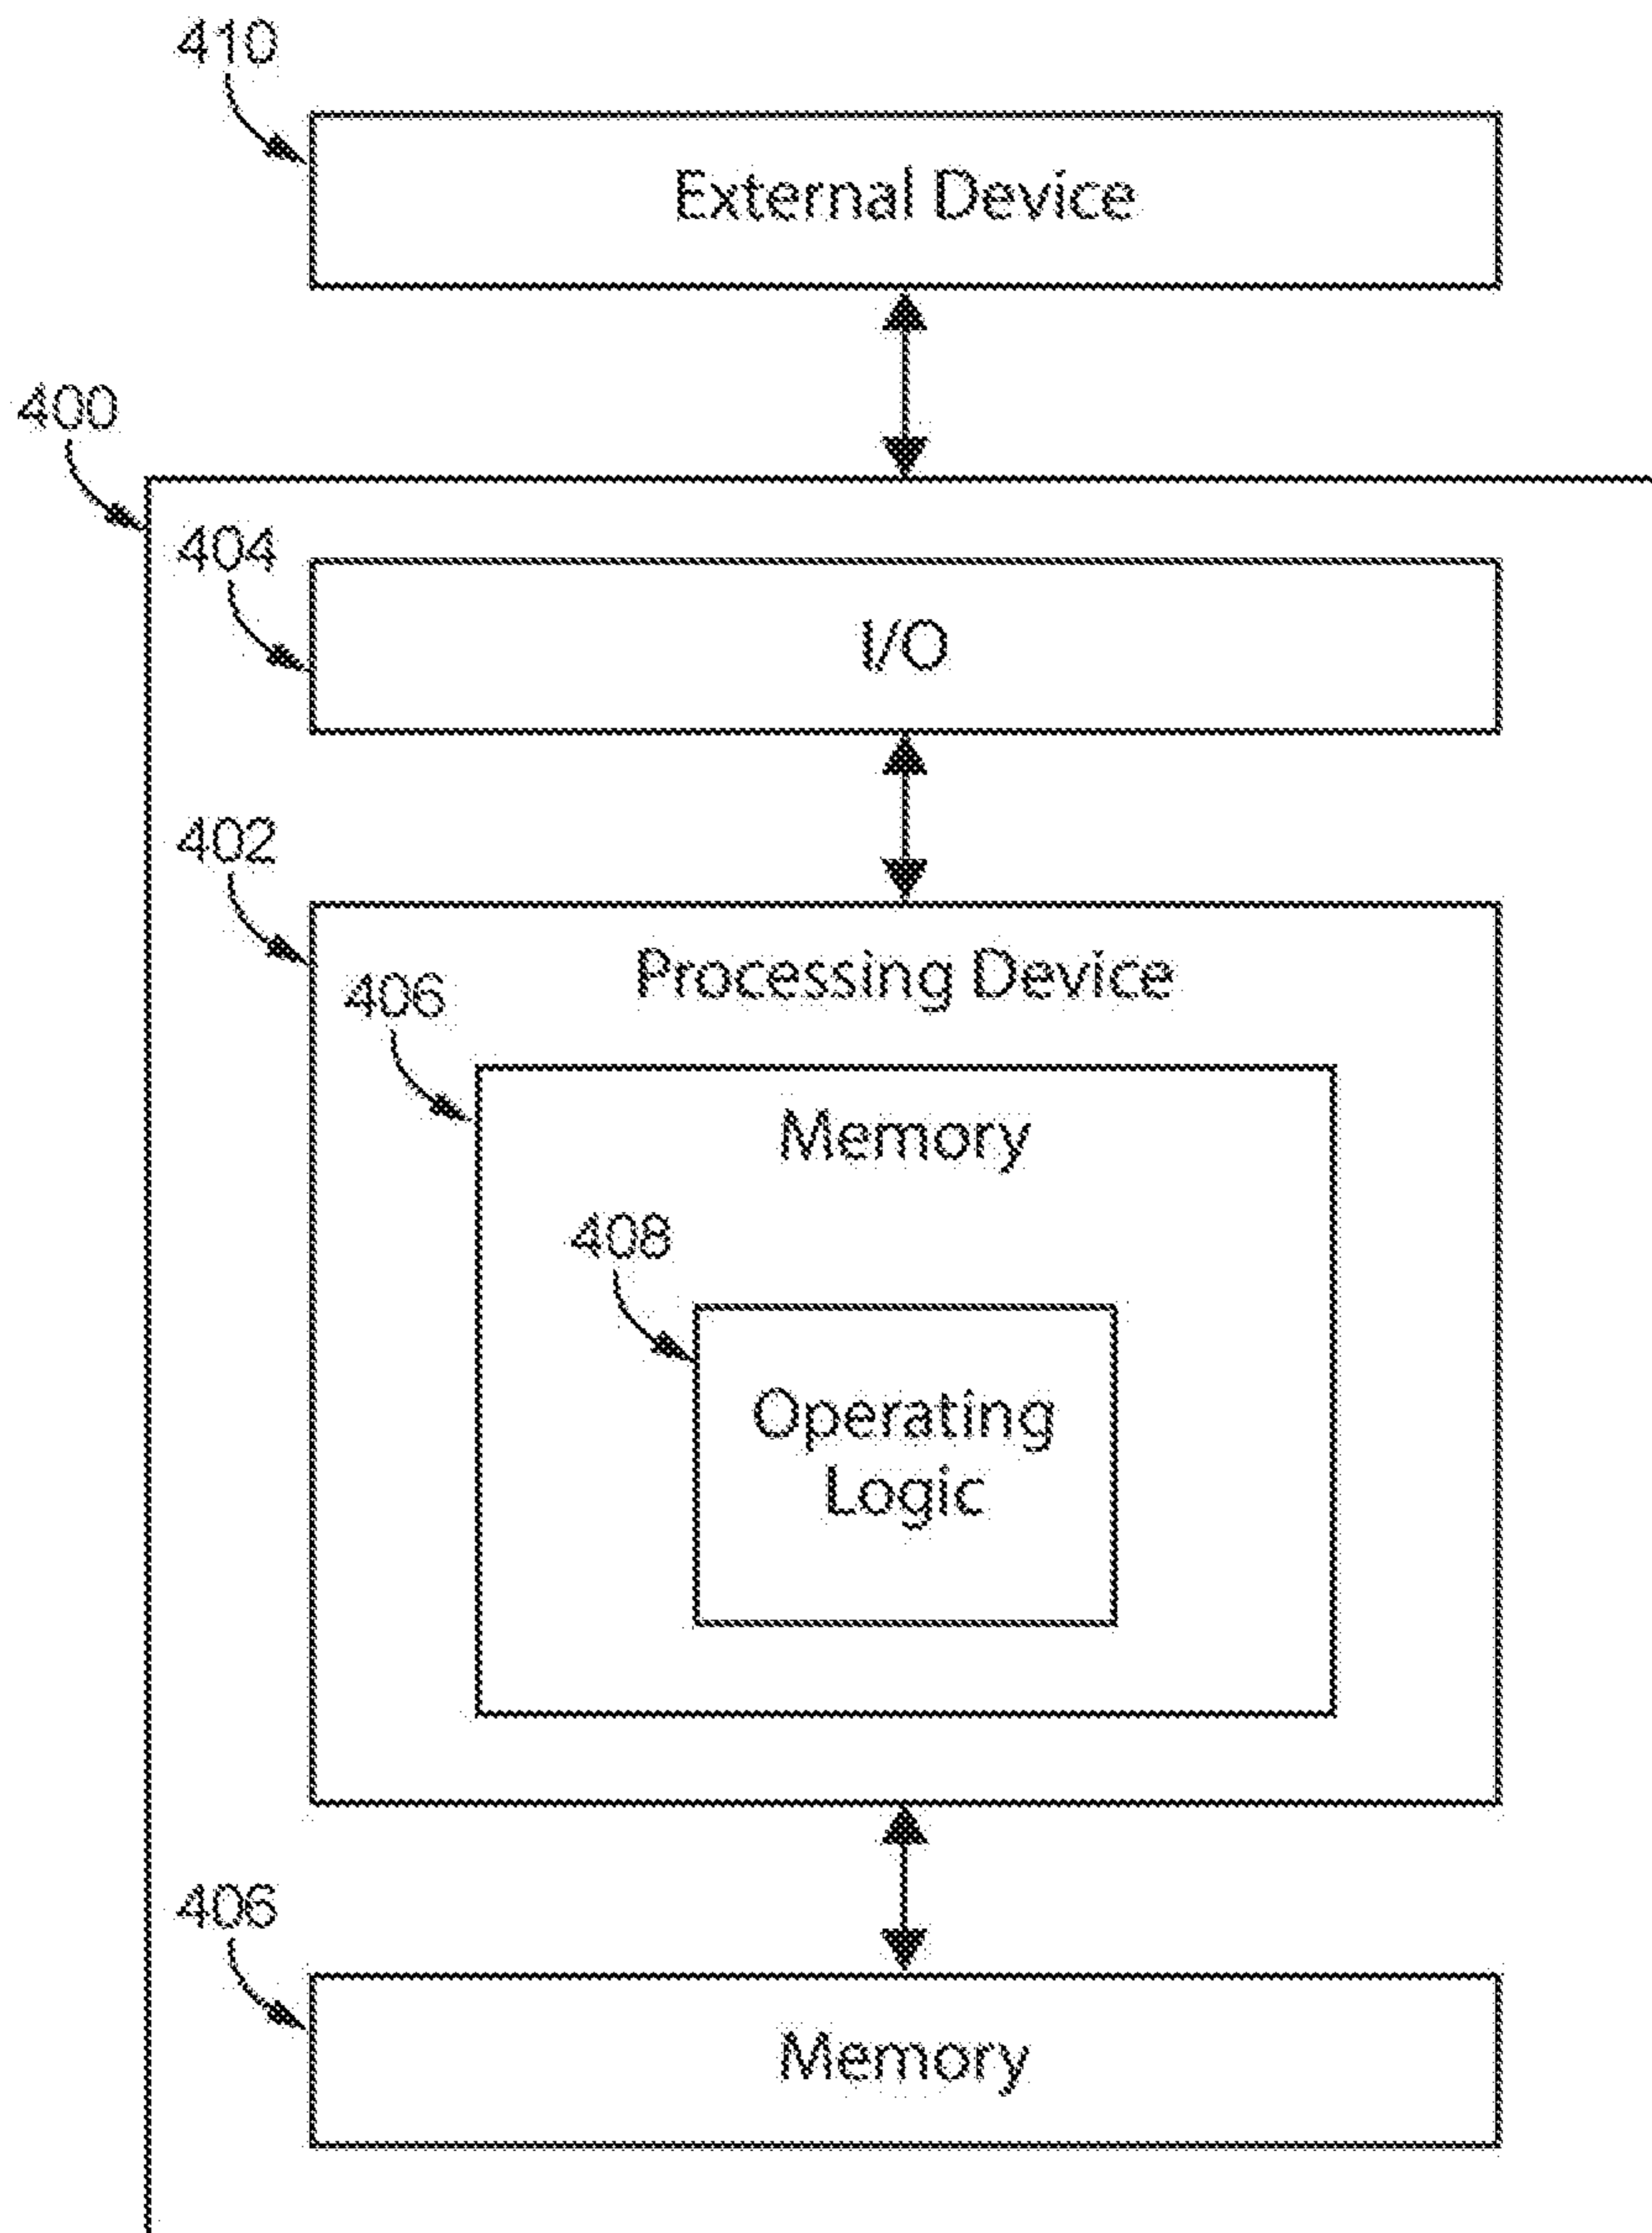 410
External Device
400
404
I/O
402
Processing Device
406
Memory
408
Operating
Logic
406
Memory